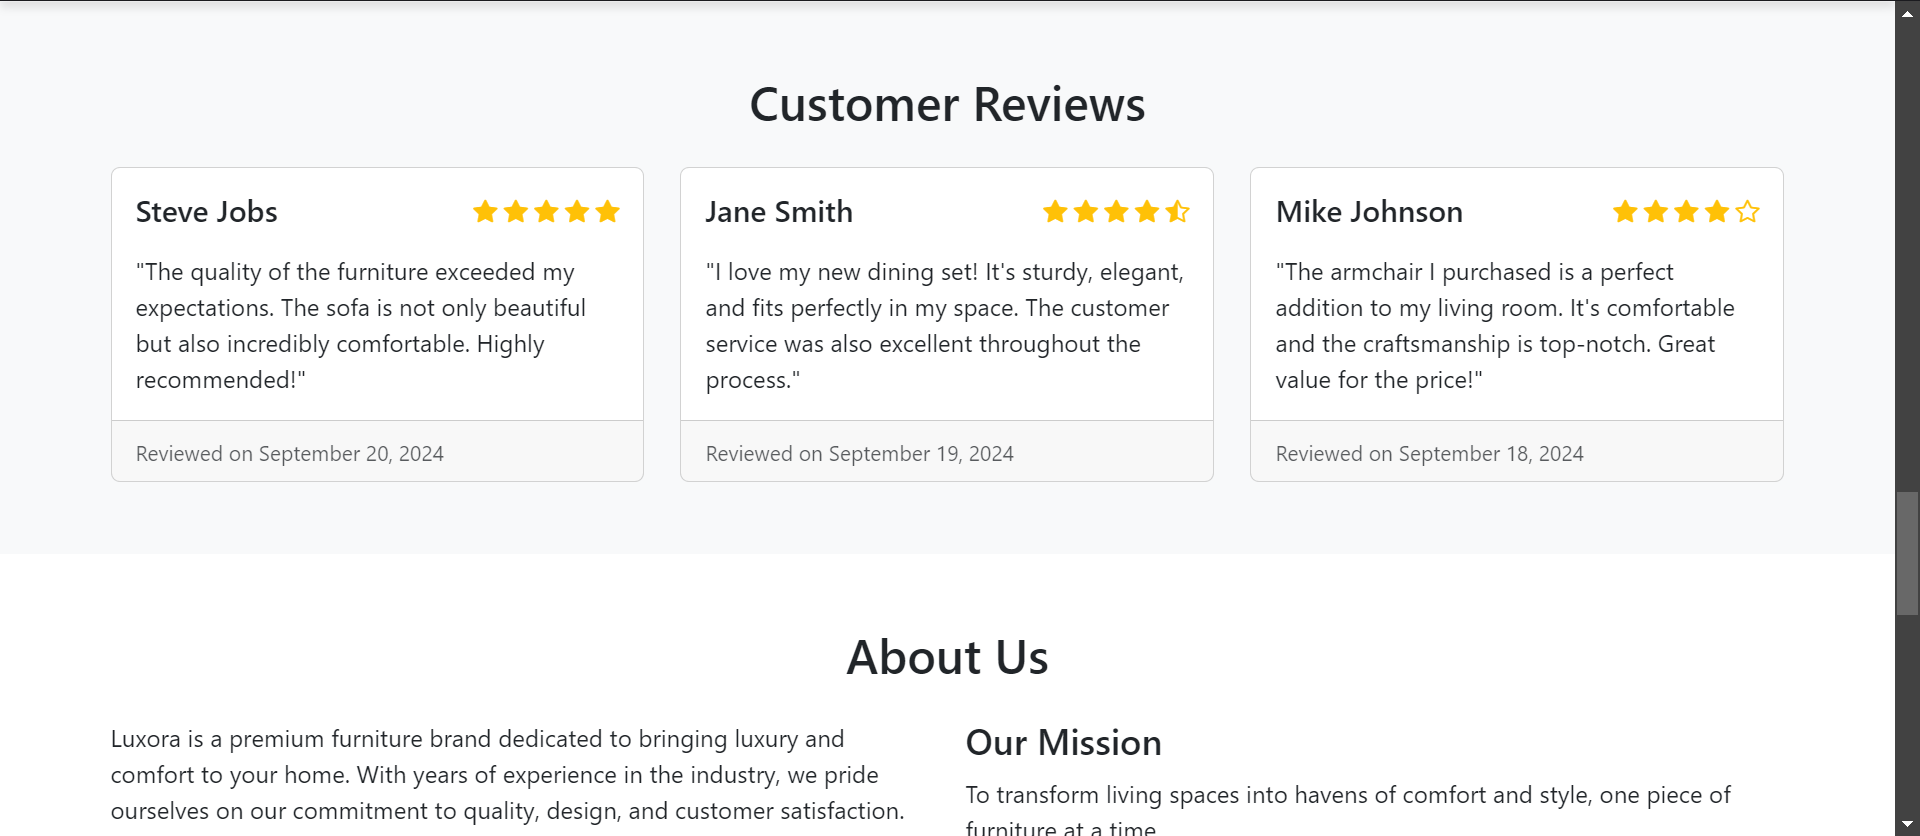 Customer Reviews
Steve Jobs
"The quality of the furniture exceeded my
expectations. The sofa is not only beautiful
but also incredibly comfortable. Highly
recommended!"
Reviewed on September 20, 2024
Jane Smith
"I love my new dining set! It's sturdy, elegant,
and fits perfectly in my space. The customer
service was also excellent throughout the
process."
Reviewed on September 19, 2024
Mike Johnson
"The armchair I purchased is a perfect
addition to my living room. It's comfortable
and the craftsmanship is top-notch. Great
value for the price!"
Reviewed on September 18, 2024
About Us
Luxora is a premium furniture brand dedicated to bringing luxury and
comfort to your home. With years of experience in the industry, we pride
ourselves on our commitment to quality, design, and customer satisfaction.
Our Mission
To transform living spaces into havens of comfort and style, one piece of
furniture at a time